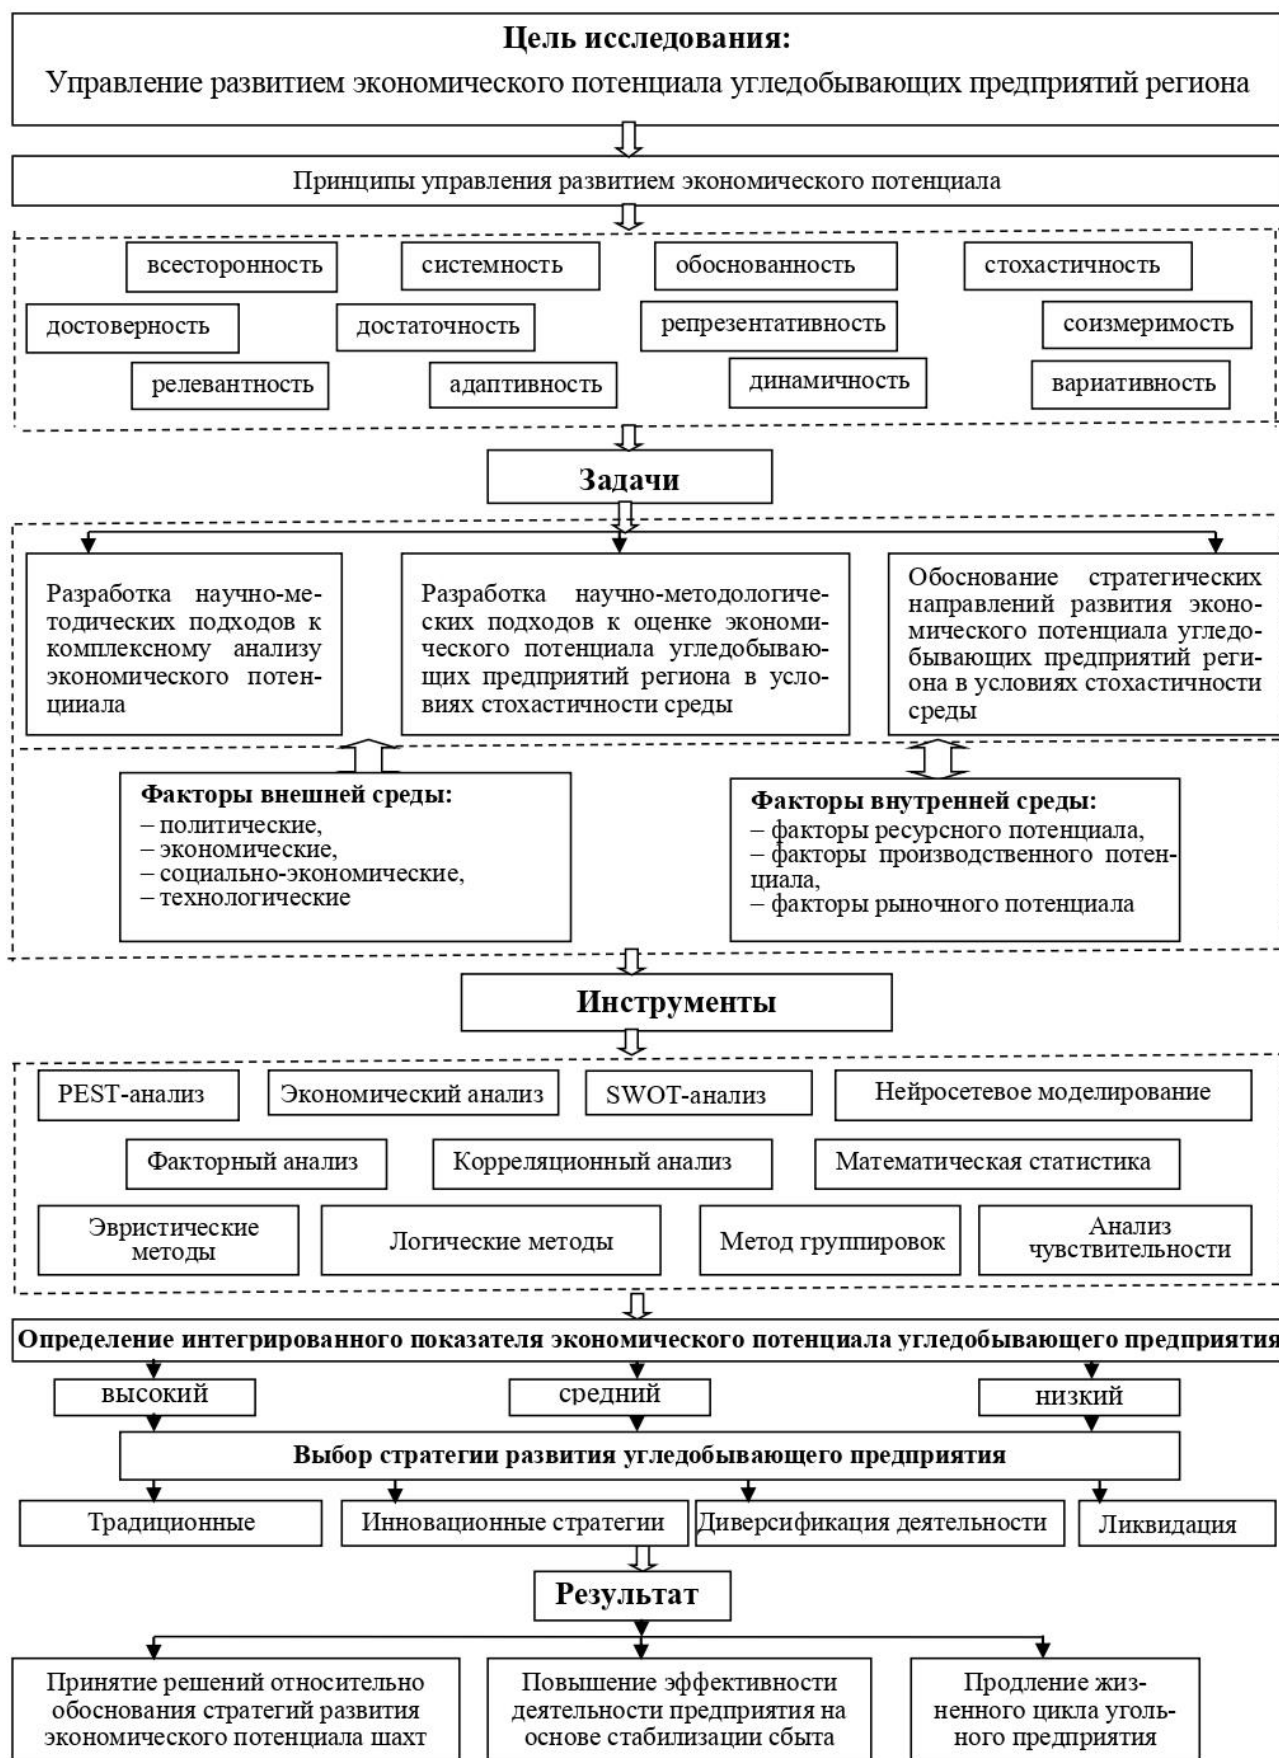 Цель исследования:
Управление развитием экономического потенциала угледобывающих предприятий региона
Принципы управления развитием экономического потенциала
всесторонность
системность
обоснованность
стохастичность
достоверность
достаточность
репрезентативность
соизмеримость
релевантность
адаптивность
динамичность
вариативность
Задачи
Разработка научно-ме-
тодических подходов к
комплексному анализу
экономического потен-
цииала
Разработка научно-методологиче-
ских подходов к оценке экономи-
ческого потенциала угледобываю-
щих предприятий региона в усло-
виях стохастичности среды
Обоснование стратегических
направлений развития эконо-
мического потенциала угледо-
бывающих предприятий реги-
она в условиях стохастичности
среды
Факторы внешней среды:
– политические,
– экономические,
– социально-экономические,
– технологические
Факторы внутренней среды:
– факторы ресурсного потенциала,
– факторы производственного потен-
циала,
– факторы рыночного потенциала
Инструменты
PEST-анализ
Экономический анализ
SWOT-анализ
Нейросетевое моделирование
Факторный анализ
Корреляционный анализ
Математическая статистика
Эвристические
методы
Логические методы
Метод группировок
Анализ
чувствительности
Определение интегрированного показателя экономического потенциала угледобывающего предприятия
высокий
средний
низкий
Выбор стратегии развития угледобывающего предприятия
Традиционные
Инновационные стратегии
Диверсификация деятельности
Ликвидация
Результат
Принятие решений относительно
обоснования стратегий развития
экономического потенциала шахт
Повышение эффективности
деятельности предприятия на
основе стабилизации сбыта
Продление жиз-
ненного цикла уголь-
ного предприятия